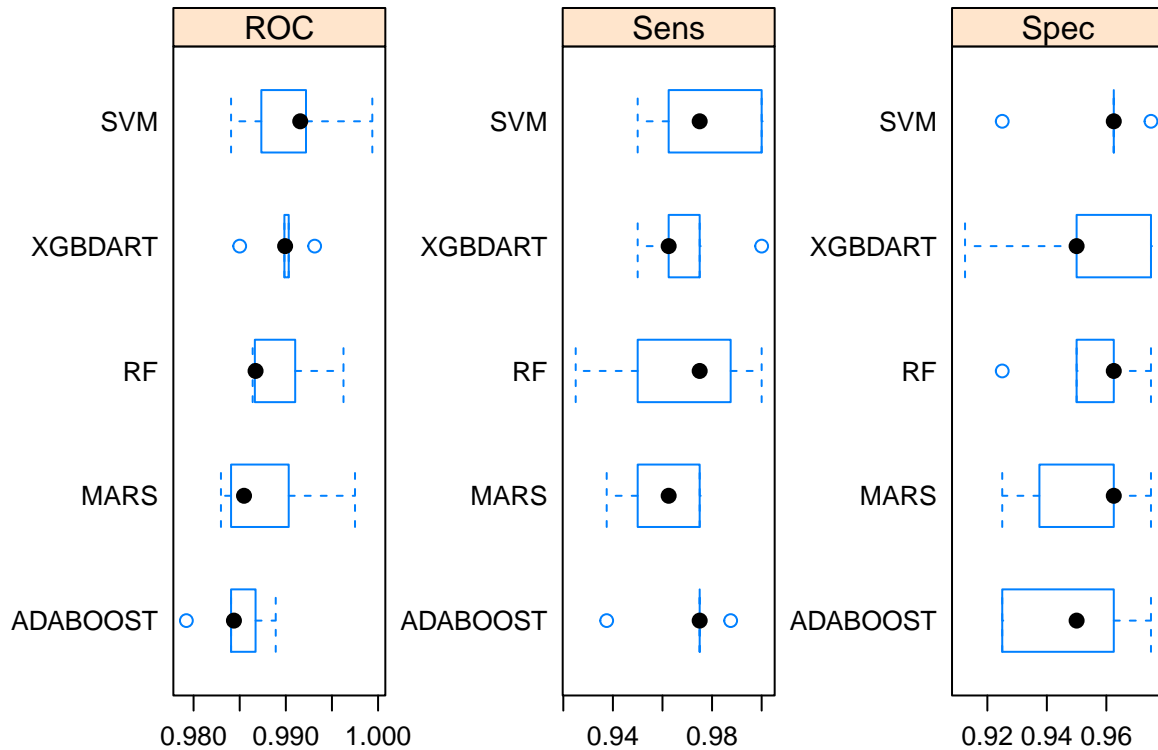 ROC Sens Spec
SVM SVM SVM
XGBDART XGBDART XGBDART
RF RF RF
MARS MARS MARS
ADABOOST ADABOOST ADABOOST
0.980 0.990 1.000 0.94 0.98 0.92 0.94 0.96